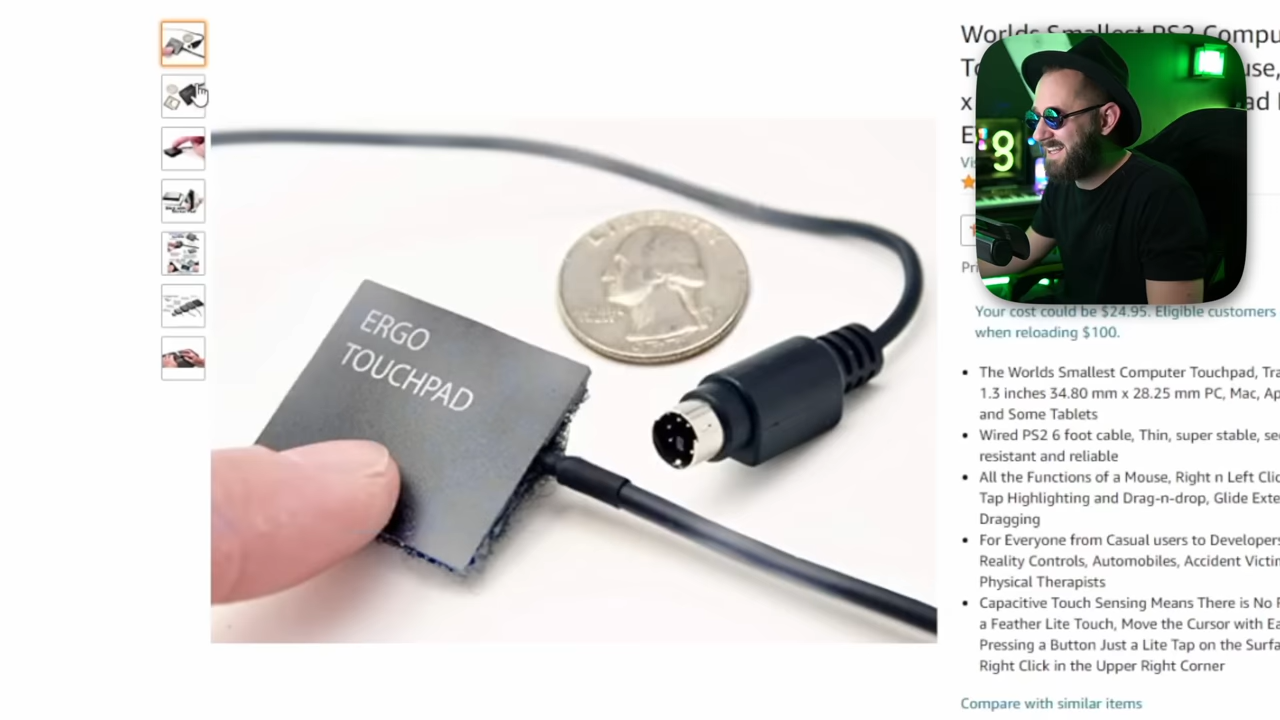 ERGO
TOUCHPAD
LIBERTY
Worlds Smallest PS2 Compu
use,
x
ad
E
8
Vi
Pri
Your cost could be $24.95. Eligible customers
when reloading $100.
The Worlds Smallest Computer Touchpad, Tra
1.3 inches 34.80 mm x 28.25 mm PC, Mac, Ap
and Some Tablets
Wired PS2 6 foot cable, Thin, super stable, se
resistant and reliable
All the Functions of a Mouse, Right n Left Clic
Tap Highlighting and Drag-n-drop, Glide Exte
Dragging
For Everyone from Casual users to Developers
Reality Controls, Automobiles, Accident Victi
Physical Therapists
Capacitive Touch Sensing Means There is No
a Feather Lite Touch, Move the Cursor with Ea
Pressing a Button Just a Lite Tap on the Surfa
Right Click in the Upper Right Corner
Compare with similar items